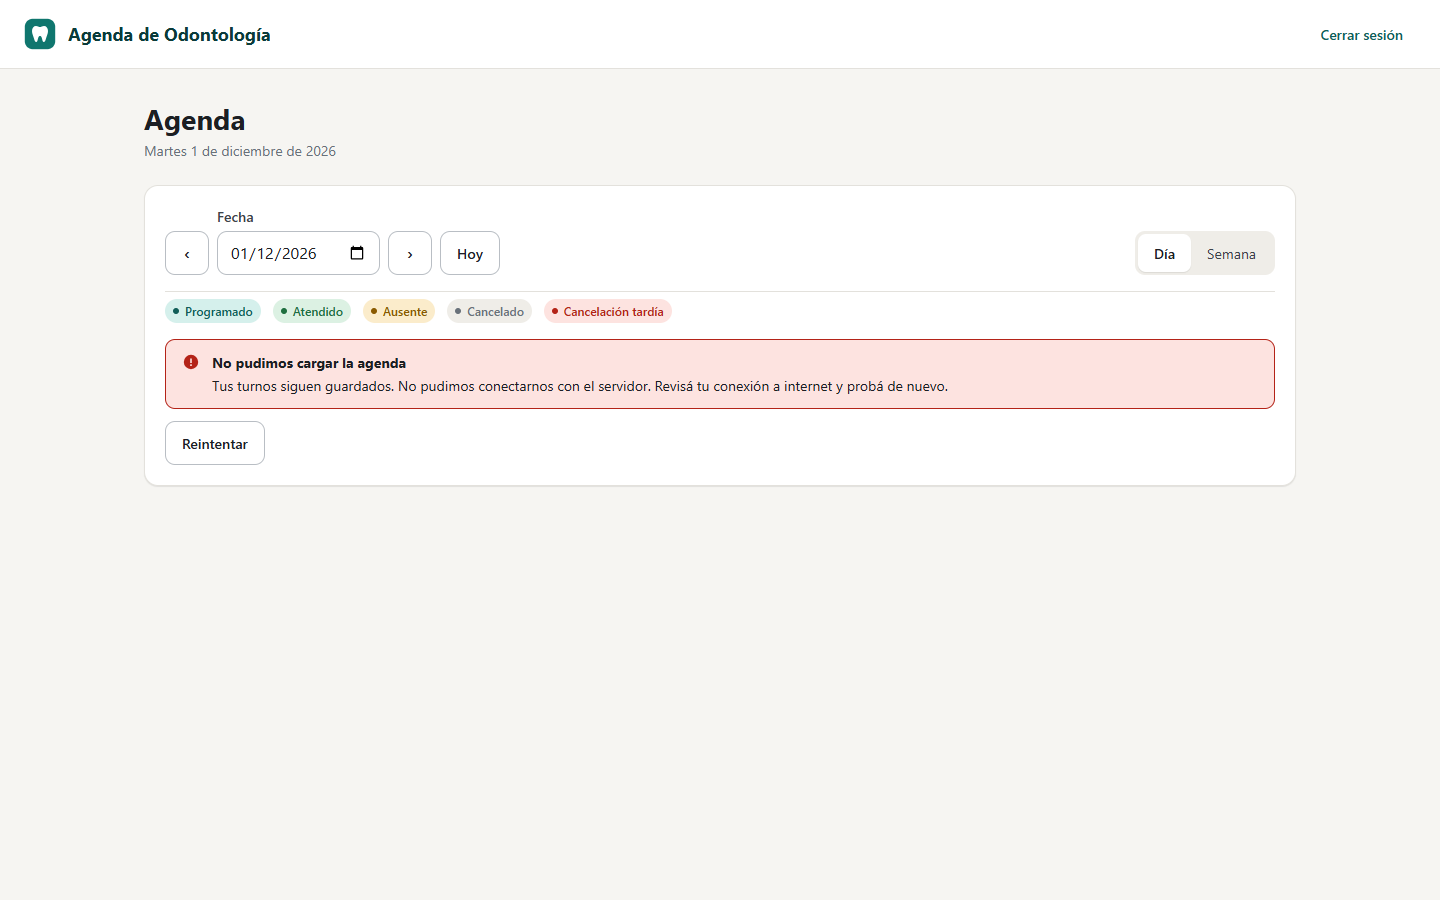 Agenda de Odontología
Cerrar sesión
Agenda
Martes 1 de diciembre de 2026
Fecha
‹ 01/12/2026 › Hoy Día Semana
Programado Atendido Ausente Cancelado Cancelación tardía
No pudimos cargar la agenda
Tus turnos siguen guardados. No pudimos conectarnos con el servidor. Revisá tu conexión a internet y probá de nuevo.
Reintentar